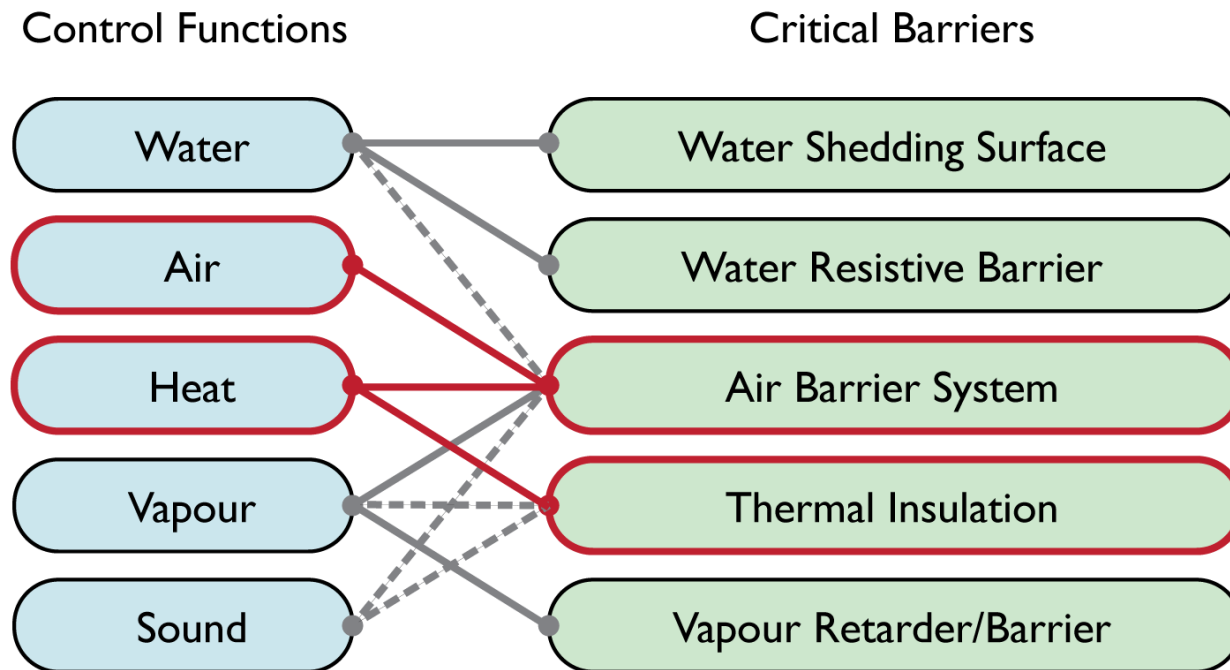 Control Functions
Critical Barriers
Water
Water Shedding Surface
Air
Water Resistive Barrier
Heat
Air Barrier System
Vapour
Thermal Insulation
Sound
Vapour Retarder/Barrier